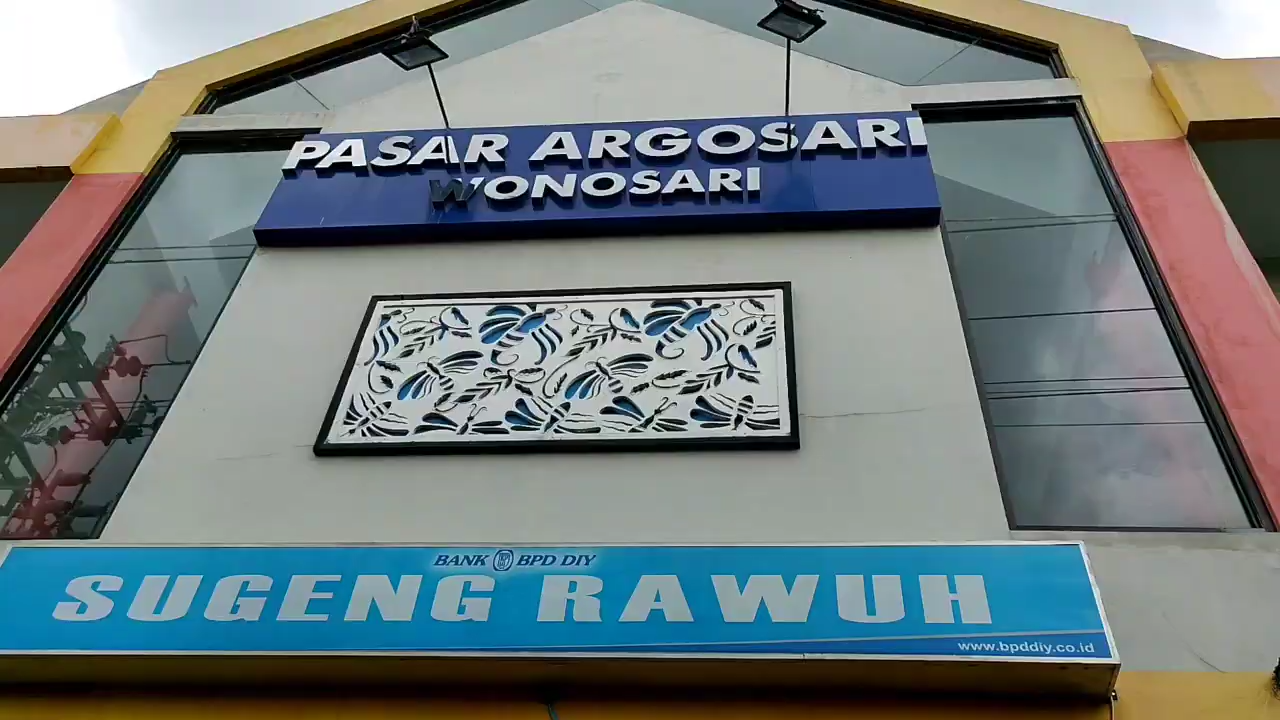 PASAR ARGOSARI
WONOSARI
BANK BPD DIY
SUGENG RAWUH
www.bpddiy.co.id